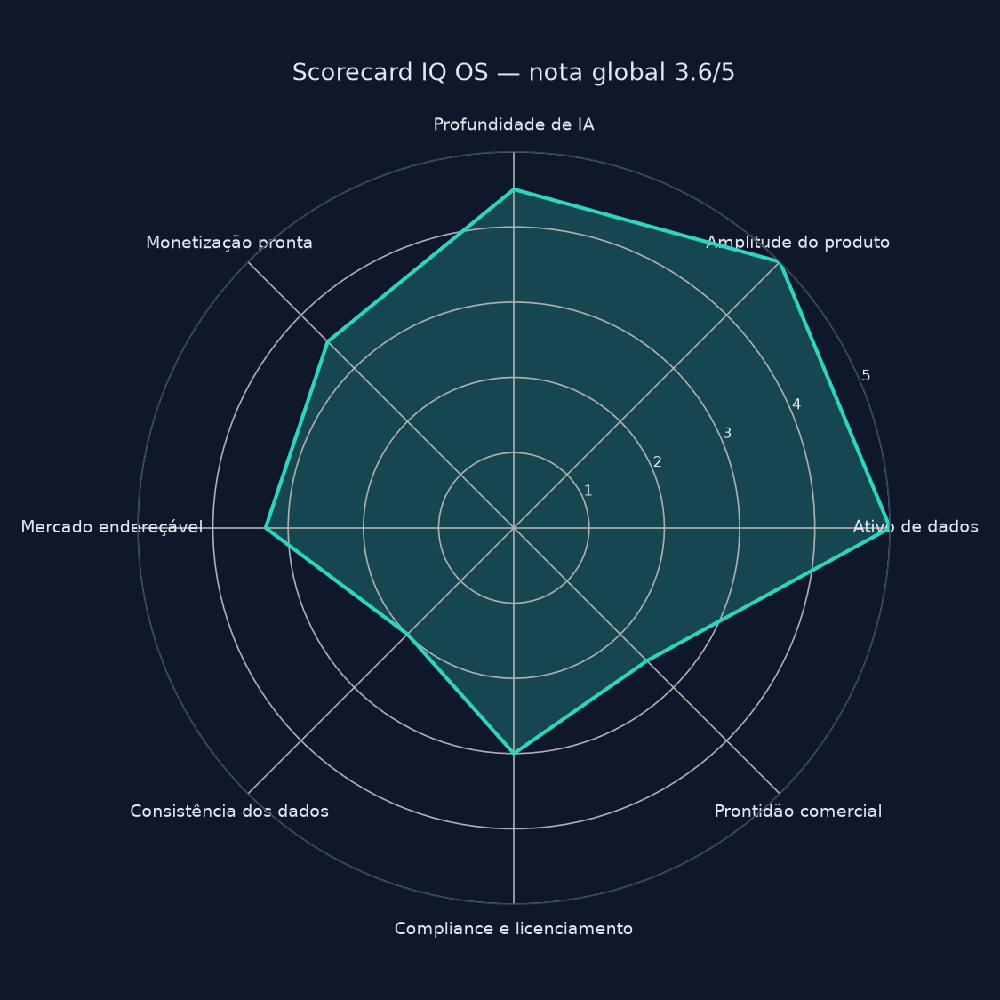 Scorecard IQ OS — nota global 3.6/5
Profundidade de IA
Monetização pronta
Amplitude do produto
5
4
3
2
1
Mercado endereçável
Ativo de dados
Consistência dos dados
Prontidão comercial
Compliance e licenciamento